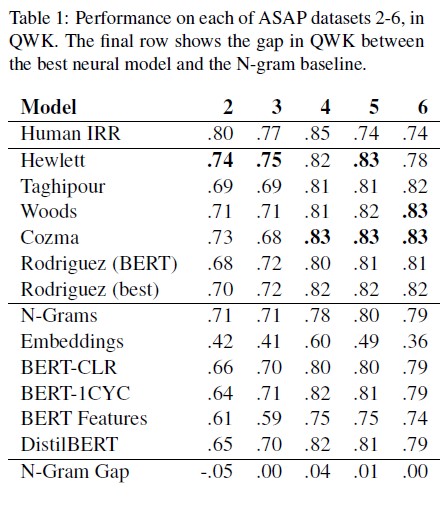 Table 1: Performance on each of ASAP datasets 2-6, in
QWK. The final row shows the gap in QWK between
the best neural model and the N-gram baseline.
Model 2 3 4 5 6
Human IRR .80 .77 .85 .74 .74
Hewlett .74 .75 .82 .83 .78
Taghipour .69 .69 .81 .81 .82
Woods .71 .71 .81 .82 .83
Cozma .73 .68 .83 .83 .83
Rodriguez (BERT) .68 .72 .80 .81 .81
Rodriguez (best) .70 .72 .82 .82 .82
N-Grams .71 .71 .78 .80 .79
Embeddings .42 .41 .60 .49 .36
BERT-CLR .66 .70 .80 .80 .79
BERT-1CYC .64 .71 .82 .81 .79
BERT Features .61 .59 .75 .75 .74
DistilBERT .65 .70 .82 .81 .79
N-Gram Gap -.05 .00 .04 .01 .00